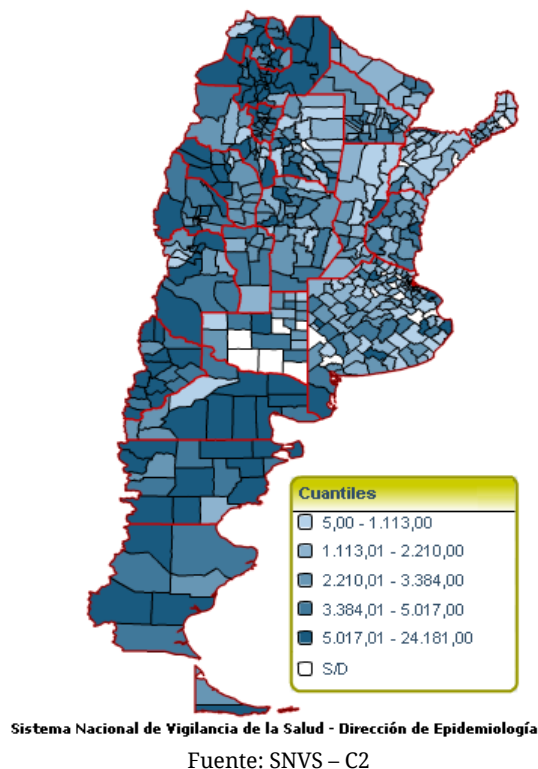 Cuantiles
5,00 - 1.113,00
1.113,01 - 2.210,00
2.210,01 - 3.384,00
3.384,01 - 5.017,00
5.017,01 - 24.181,00
S/D
Sistema Nacional de Vigilancia de la Salud - Dirección de Epidemiología
Fuente: SNVS – C2